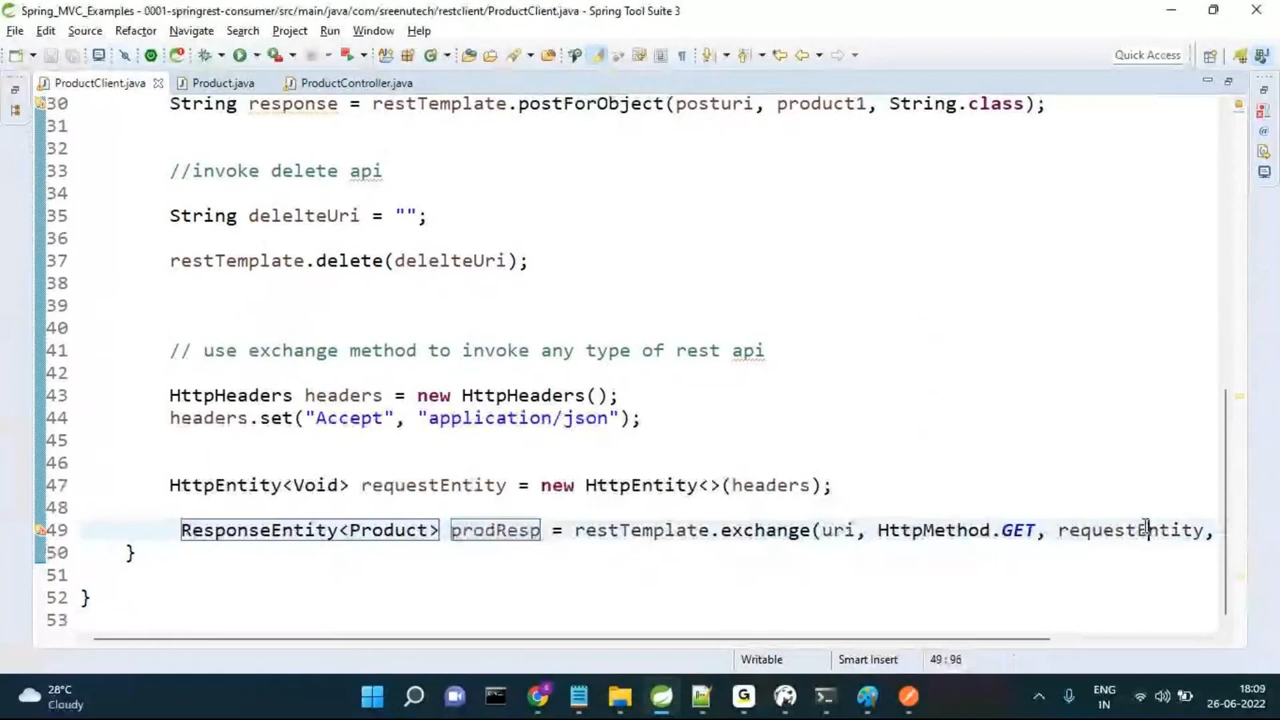 Spring_MVC_Examples - 0001-springrest-consumer/src/main/java/com/sreenutech/restclient/ProductClient.java - Spring Tool Suite 3
File Edit Source Refactor Navigate Search Project Run Window Help
Quick Access
ProductClient.java Product.java ProductController.java
30 String response = restTemplate.postForObject(posturi, product1, String.class);
31
32
33 //invoke delete api
34
35 String delelteUri = "";
36
37 restTemplate.delete(delelteUri);
38
39
40
41 // use exchange method to invoke any type of rest api
42
43 HttpHeaders headers = new HttpHeaders();
44 headers.set("Accept", "application/json");
45
46
47 HttpEntity<Void> requestEntity = new HttpEntity<>(headers);
48
49 ResponseEntity<Product> prodResp = restTemplate.exchange(uri, HttpMethod.GET, requestEntity,
50 }
51
52 }
53
Writable Smart Insert 49:96
28°C
Cloudy
ENG
IN
18:09
26-06-2022